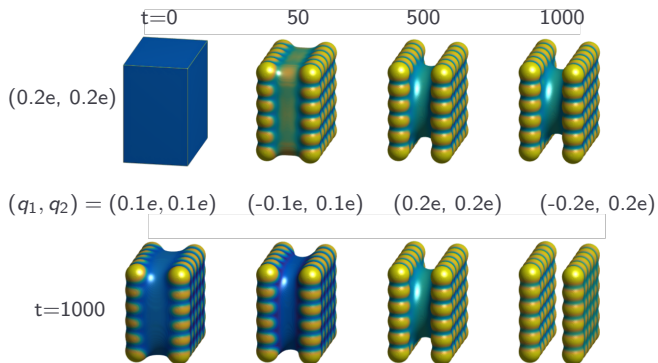 t=0 50 500 1000
(0.2e, 0.2e)
(q₁, q₂) = (0.1e, 0.1e) (-0.1e, 0.1e) (0.2e, 0.2e) (-0.2e, 0.2e)
t=1000